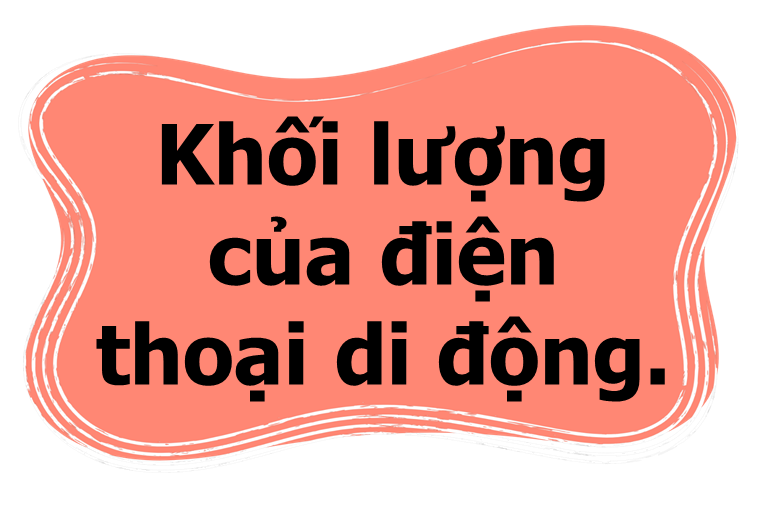 Khối lượng
của điện
thoại di động.